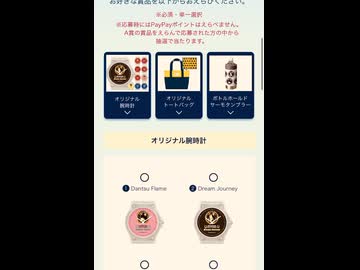 お好きな賞品を以下からおえらびください。
※必須・単一選択
※応募時にはPayPayポイントはえらべません。
A賞の賞品をえらんで応募された方の中から
抽選で当たります。
オリジナル
腕時計
オリジナル
トートバッグ
ボトルホールド
サーモタンブラー
オリジナル腕時計
1 Dantsu Flame
2 Dream Journey